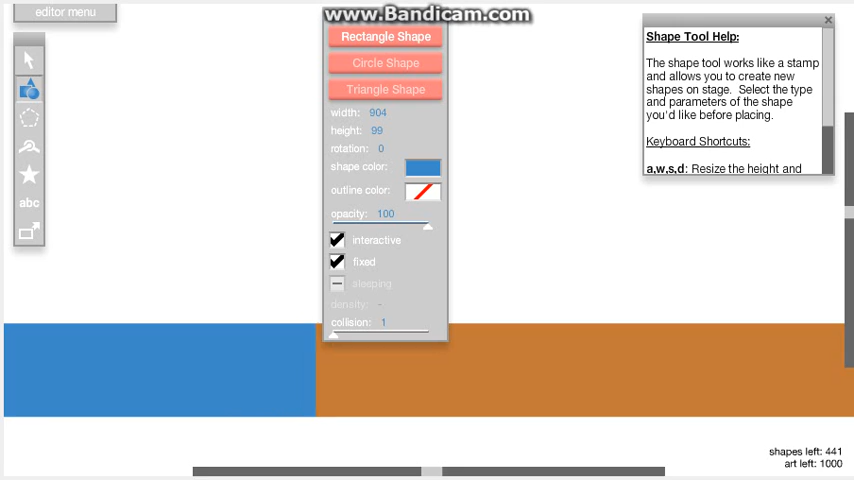 editor menu
www.Bandicam.com
Rectangle Shape
Circle Shape
Triangle Shape
width: 904
height: 99
rotation: 0
shape color:
outline color:
opacity: 100
interactive
fixed
sleeping
density: -
collision: 1
abc
Shape Tool Help:
The shape tool works like a stamp
and allows you to create new
shapes on stage. Select the type
and parameters of the shape
you'd like before placing.
Keyboard Shortcuts:
a,w,s,d: Resize the height and
shapes left: 441
art left: 1000